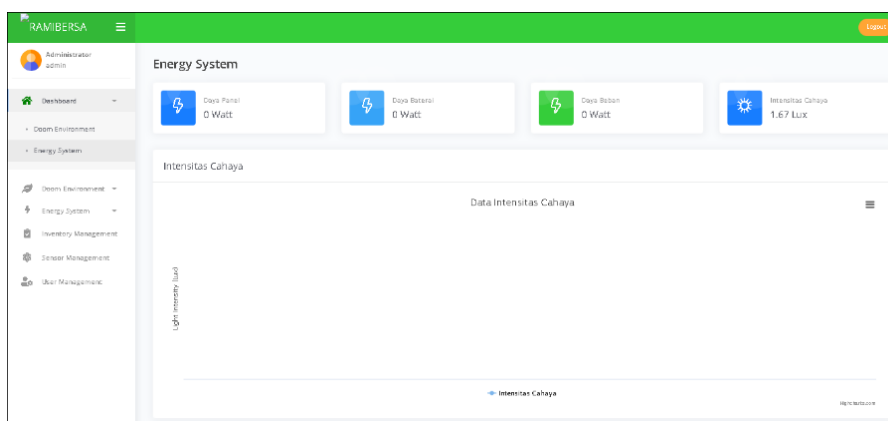 RAMIBERSA
Logout
Administrator
admin
Dashboard
Doom Environment
Energy System
Doom Environment
Energy System
Inventory Management
Sensor Management
User Management
Energy System
Daya Panel
0 Watt
Daya Baterai
0 Watt
Daya Beban
0 Watt
Intensitas Cahaya
1.67 Lux
Intensitas Cahaya
Data Intensitas Cahaya
Light Intensity (Lux)
Intensitas Cahaya
Highcharts.com